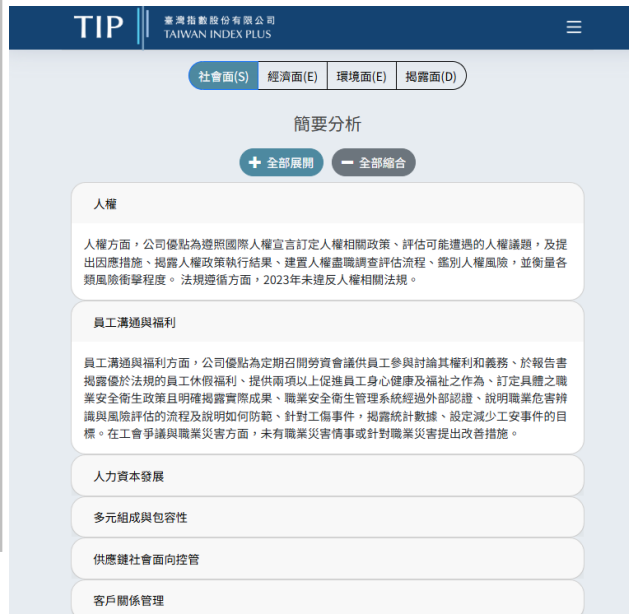 TIP
臺灣指數股份有限公司
TAIWAN INDEX PLUS
社會面(S)
經濟面(E)
環境面(E)
揭露面(D)
簡要分析
全部展開
全部縮合
人權
人權方面，公司優點為遵照國際人權宣言訂定人權相關政策、評估可能遭遇的人權議題，及提
出因應措施、揭露人權政策執行結果、建置人權盡職調查評估流程、鑑別人權風險，並衡量各
類風險衝擊程度。 法規遵循方面，2023年未違反人權相關法規。
員工溝通與福利
員工溝通與福利方面，公司優點為定期召開勞資會議供員工參與討論其權利和義務、於報告書
揭露優於法規的員工休假福利、提供兩項以上促進員工身心健康及福祉之作為、訂定具體之職
業安全衛生政策且明確揭露實際成果、職業安全衛生管理系統經過外部認證、說明職業危害辨
識與風險評估的流程及說明如何防範、針對工傷事件，揭露統計數據、設定減少工安事件的目
標。在工會爭議與職業災害方面，未有職業災害情事或針對職業災害提出改善措施。
人力資本發展
多元組成與包容性
供應鏈社會面向控管
客戶關係管理